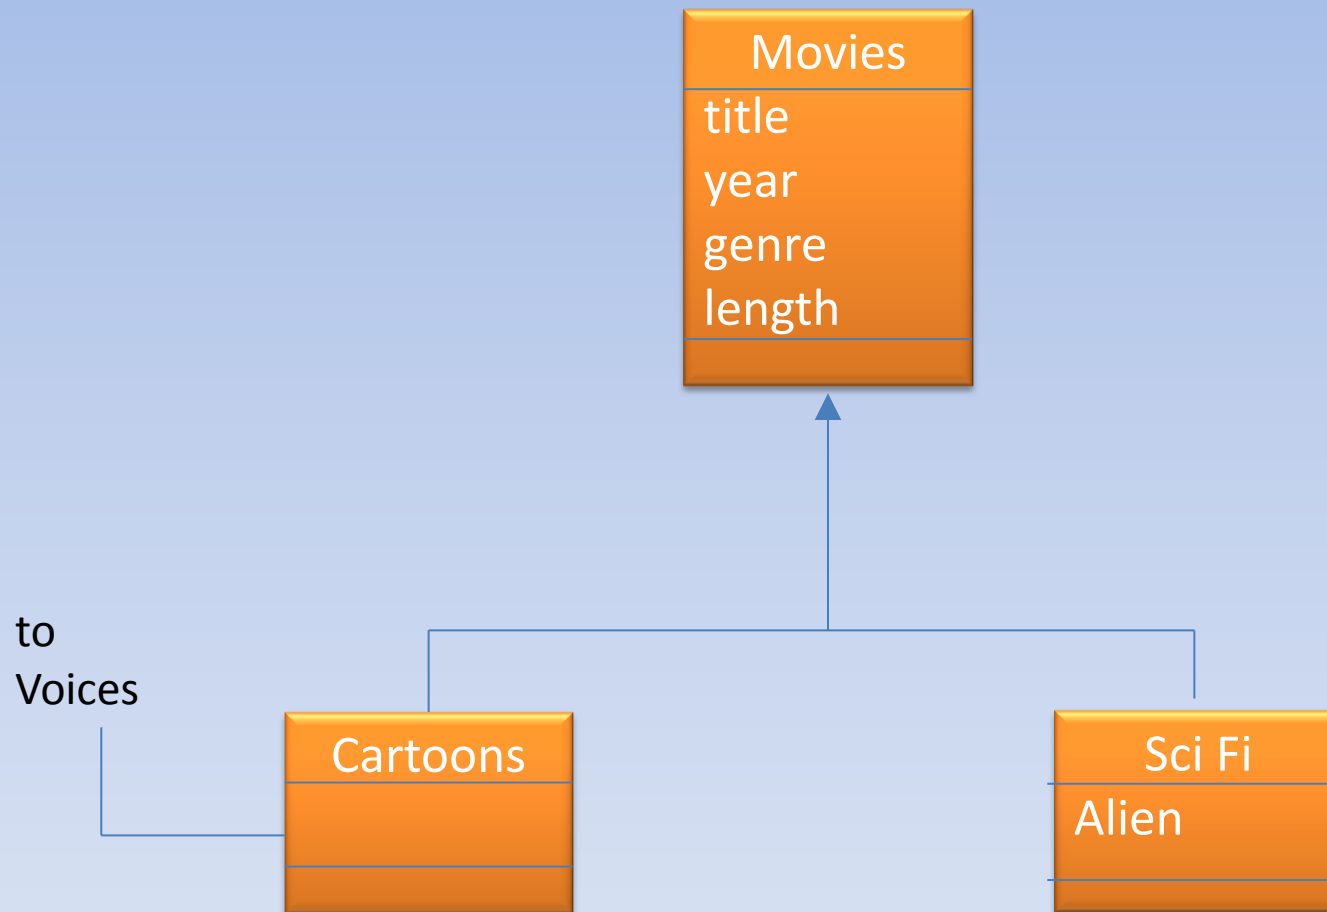 Movies
title
year
genre
length
to
Voices
Cartoons
Sci Fi
Alien